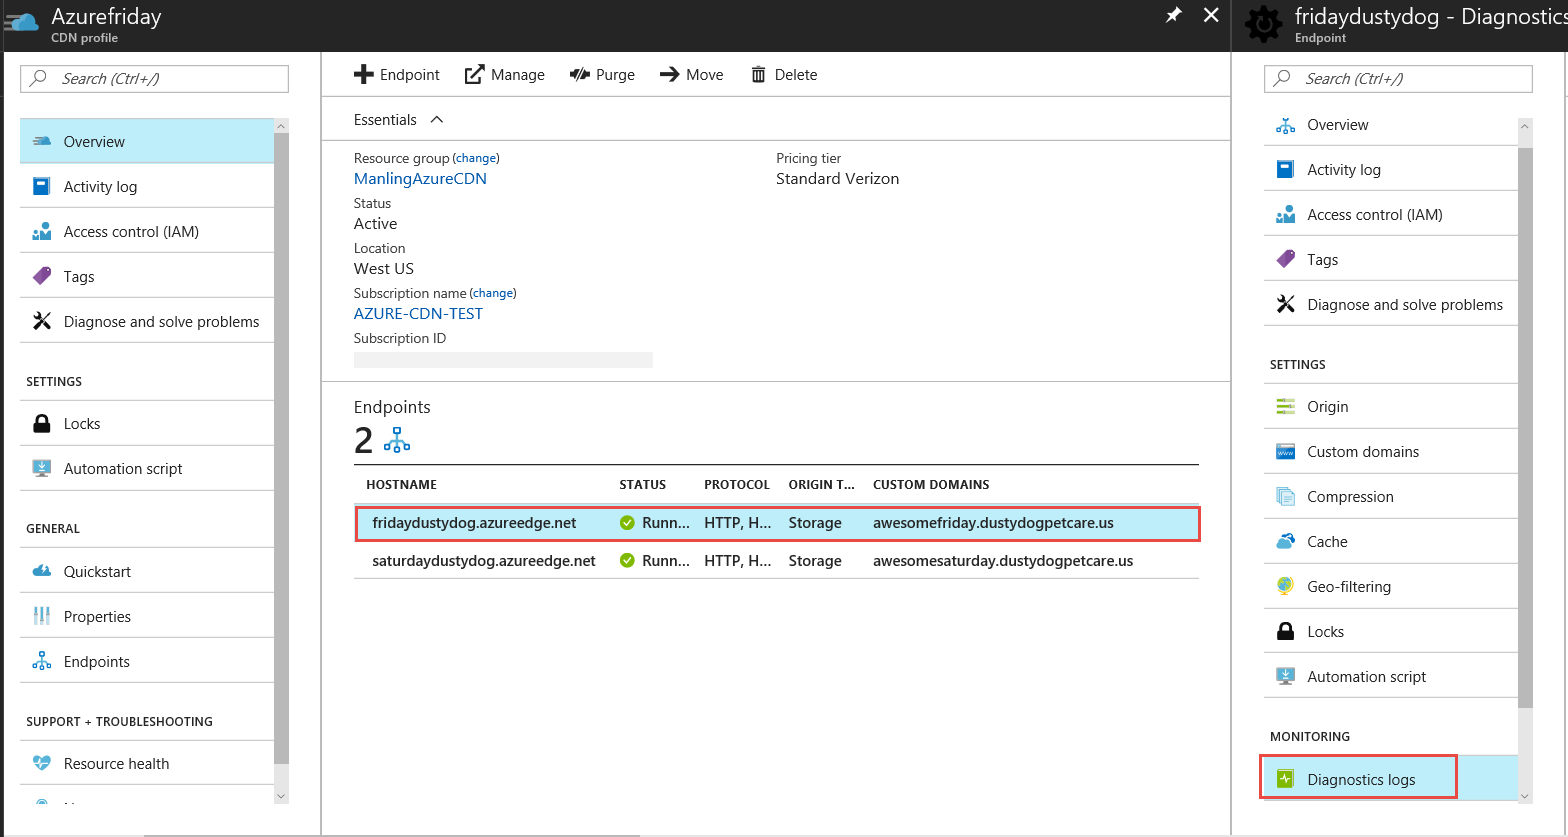 Azurefriday
CDN profile
Search (Ctrl+/)
Overview
Activity log
Access control (IAM)
Tags
Diagnose and solve problems
SETTINGS
Locks
Automation script
GENERAL
Quickstart
Properties
Endpoints
SUPPORT + TROUBLESHOOTING
Resource health
Endpoint Manage Purge Move Delete
Essentials
Resource group (change)
ManlingAzureCDN
Status
Active
Location
West US
Subscription name (change)
AZURE-CDN-TEST
Subscription ID
Pricing tier
Standard Verizon
Endpoints
2
HOSTNAME STATUS PROTOCOL ORIGIN T... CUSTOM DOMAINS
fridaydustydog.azureedge.net Runn... HTTP, H... Storage awesomefriday.dustydogpetcare.us
saturdaydustydog.azureedge.net Runn... HTTP, H... Storage awesomesaturday.dustydogpetcare.us
fridaydustydog - Diagnostics
Endpoint
Search (Ctrl+/)
Overview
Activity log
Access control (IAM)
Tags
Diagnose and solve problems
SETTINGS
Origin
www
Custom domains
Compression
Cache
Geo-filtering
Locks
Automation script
MONITORING
Diagnostics logs